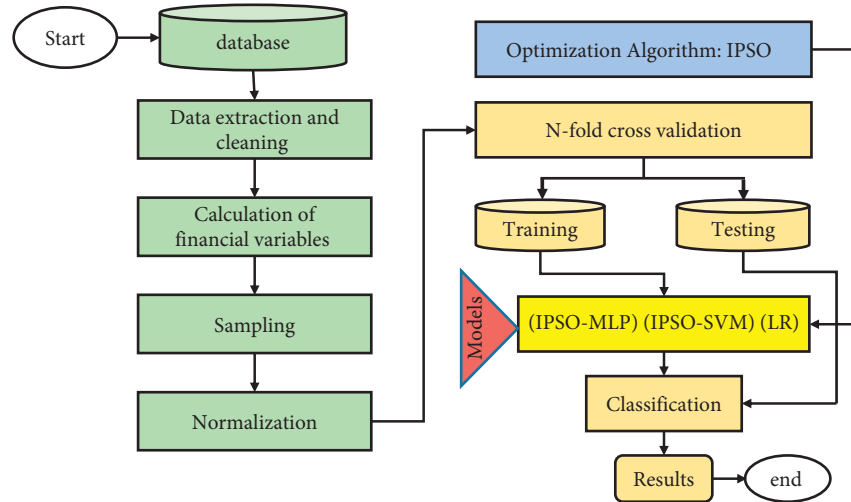 Start
database
Data extraction and
cleaning
Calculation of
financial variables
Sampling
Normalization
Optimization Algorithm: IPSO
N-fold cross validation
Training
Testing
Models
(IPSO-MLP) (IPSO-SVM) (LR)
Classification
Results
end